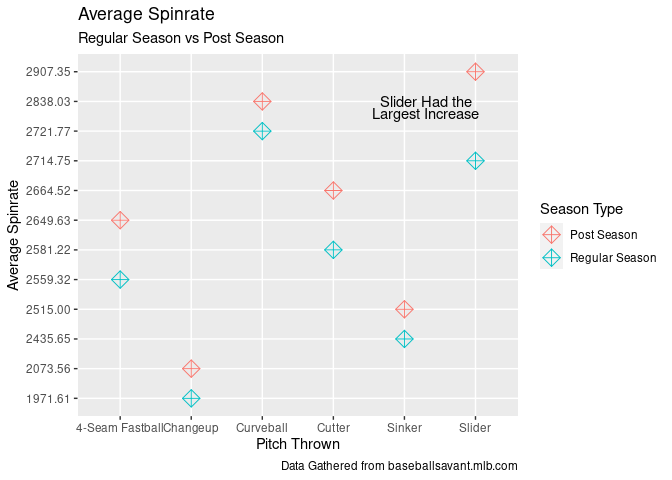 Average Spinrate
Regular Season vs Post Season
Average Spinrate
2907.35
2838.03
2721.77
2714.75
2664.52
2649.63
2581.22
2559.32
2515.00
2435.65
2073.56
1971.61
Slider Had the
Largest Increase
4-Seam Fastball Changeup Curveball Cutter Sinker Slider
Pitch Thrown
Season Type
Post Season
Regular Season
Data Gathered from baseballsavant.mlb.com